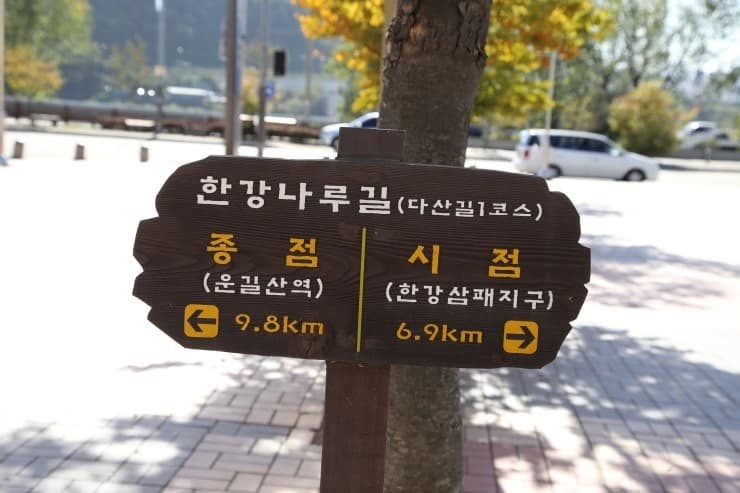 한강나루길(다산길1코스)
종 점
(운길산역)
← 9.8km
시 점
(한강삼패지구)
6.9km →